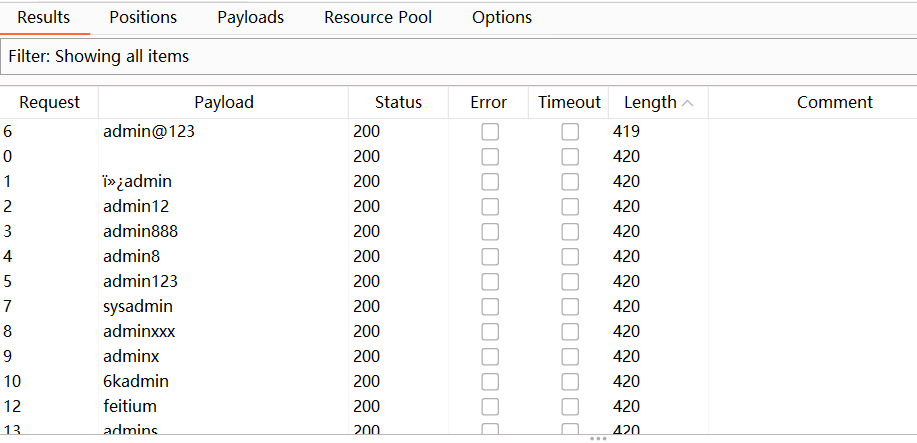 Results Positions Payloads Resource Pool Options
Filter: Showing all items
Request Payload Status Error Timeout Length Comment
6 admin@123 200 419
0 200 420
1 ï»¿admin 200 420
2 admin12 200 420
3 admin888 200 420
4 admin8 200 420
5 admin123 200 420
7 sysadmin 200 420
8 adminxxx 200 420
9 adminx 200 420
10 6kadmin 200 420
12 feitium 200 420
13 admins 200 420